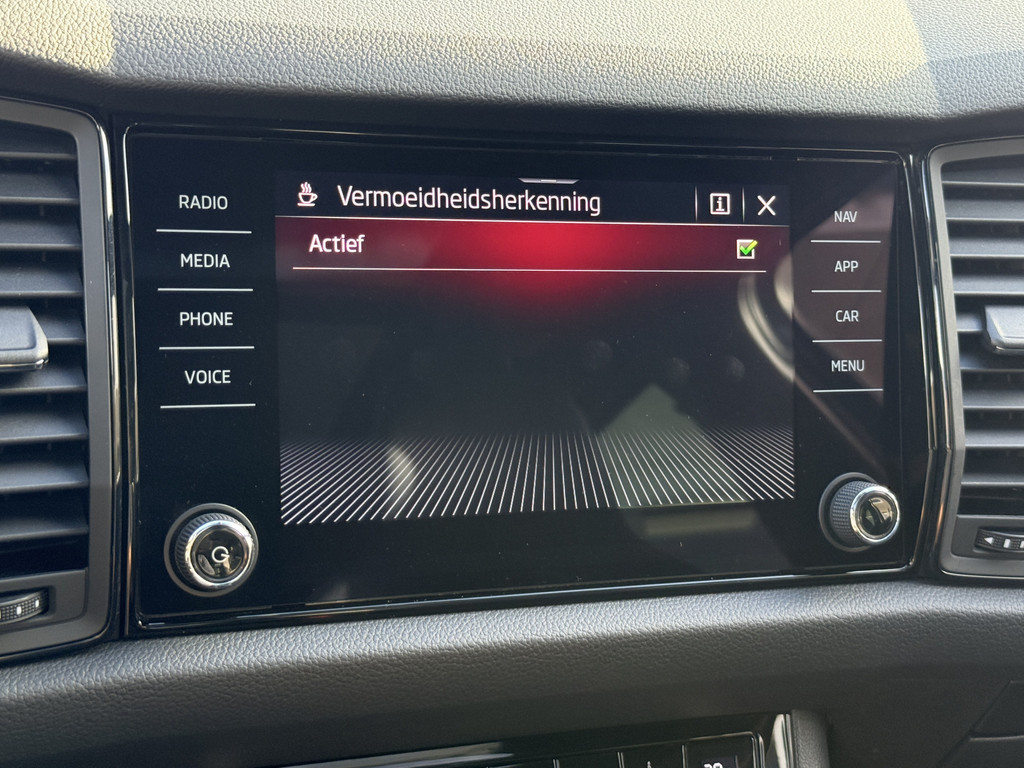 Vermoeidheidsherkenning
Actief
RADIO
MEDIA
PHONE
VOICE
NAV
APP
CAR
MENU